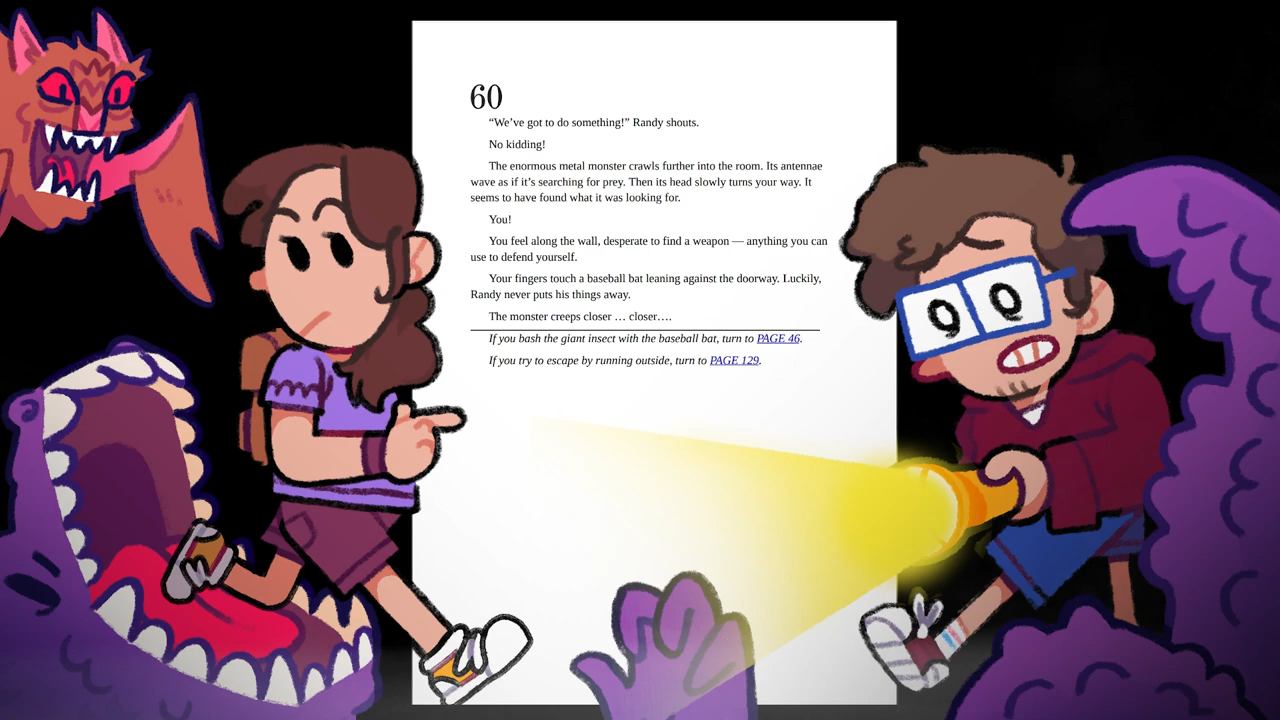 60
“We’ve got to do something!” Randy shouts.
No kidding!
The enormous metal monster crawls further into the room. Its antennae
wave as if it’s searching for prey. Then its head slowly turns your way. It
seems to have found what it was looking for.
You!
You feel along the wall, desperate to find a weapon — anything you can
use to defend yourself.
Your fingers touch a baseball bat leaning against the doorway. Luckily,
Randy never puts his things away.
The monster creeps closer … closer….
If you bash the giant insect with the baseball bat, turn to PAGE 46.
If you try to escape by running outside, turn to PAGE 129.